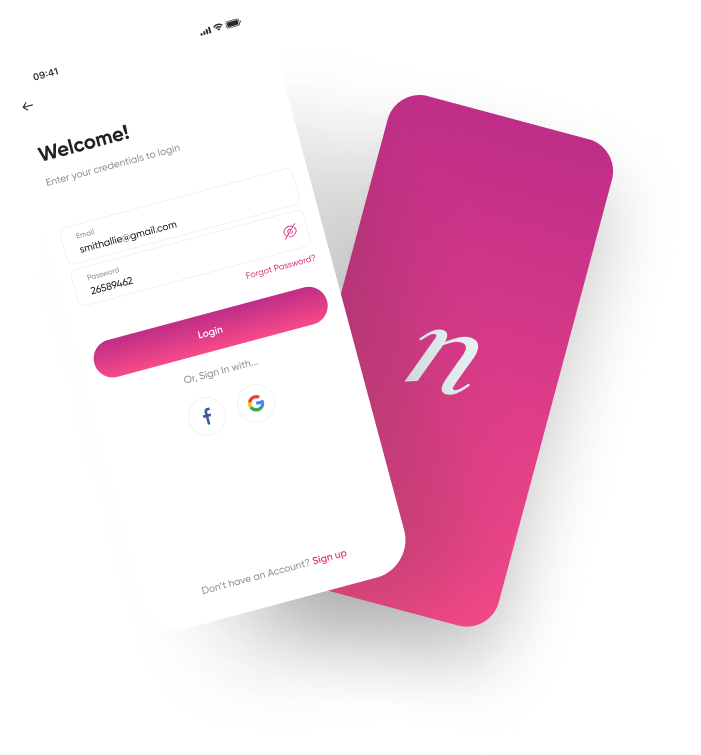 09:41
Welcome!
Enter your credentials to login
Email
smithallie@gmail.com
Password
26589462
Forgot Password?
Login
Or, Sign In with...
Don't have an Account? Sign up
n